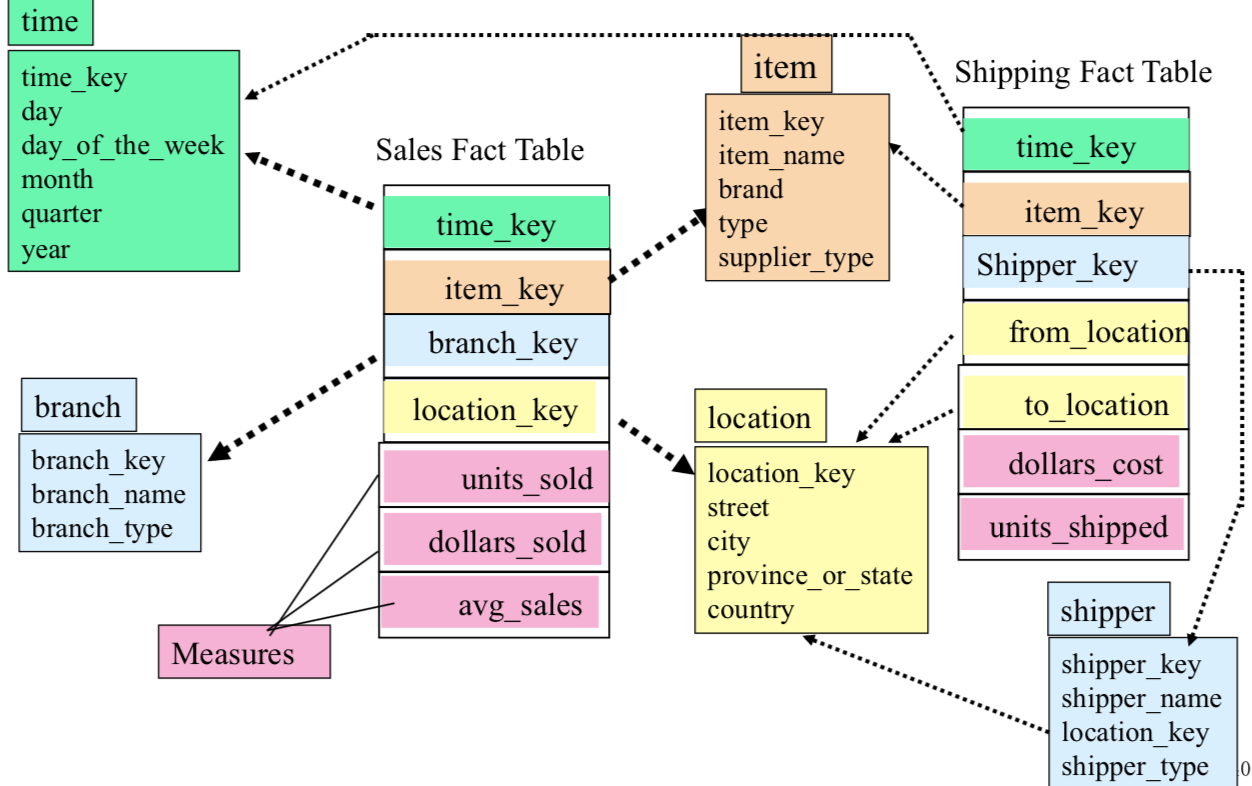 time
time_key
day
day_of_the_week
month
quarter
year
Sales Fact Table
time_key
item_key
branch_key
location_key
units_sold
dollars_sold
avg_sales
Measures
branch
branch_key
branch_name
branch_type
item
item_key
item_name
brand
type
supplier_type
location
location_key
street
city
province_or_state
country
Shipping Fact Table
time_key
item_key
Shipper_key
from_location
to_location
dollars_cost
units_shipped
shipper
shipper_key
shipper_name
location_key
shipper_type